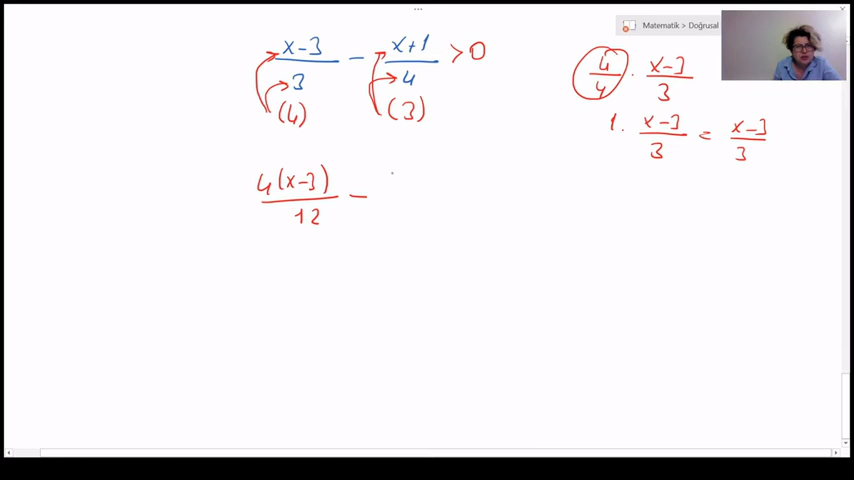 Matematik > Doğrusal
(x-3)/3 - (x+1)/4 > 0
(4) (3)
4/4 · (x-3)/3
1. (x-3)/3 = (x-3)/3
4(x-3)/12 -